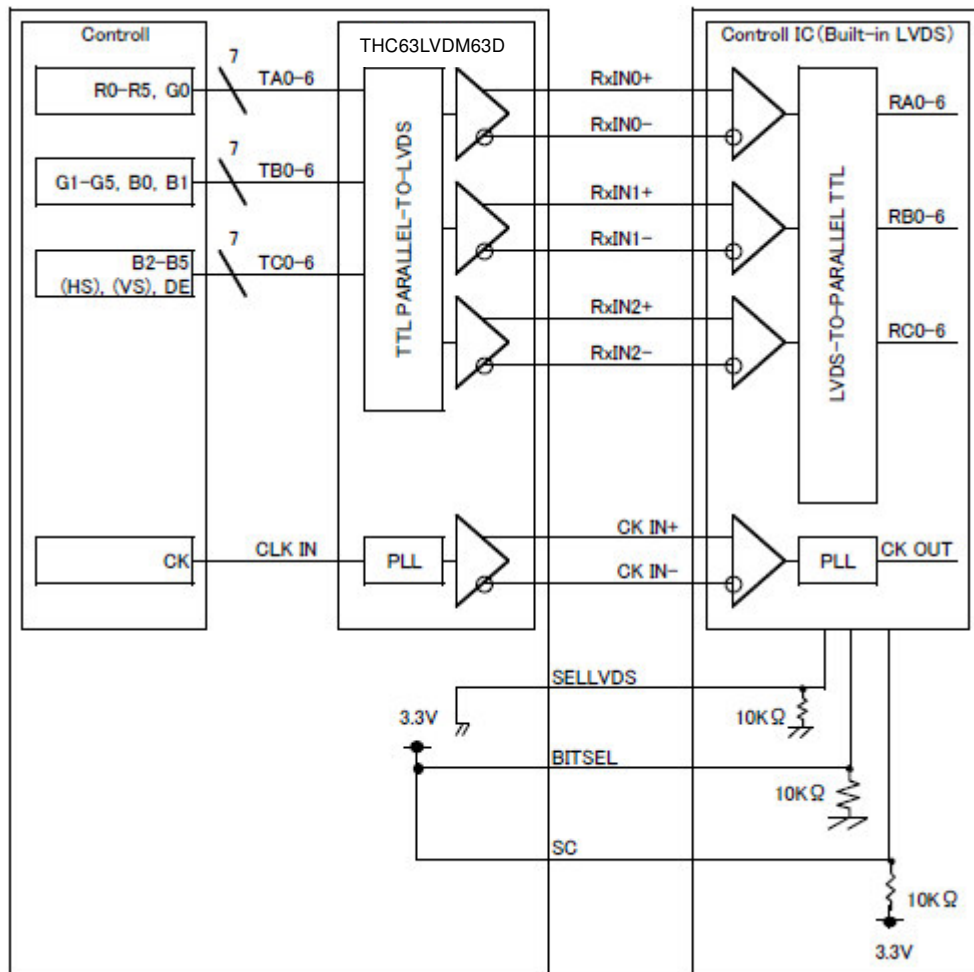 Controll
THC63LVDM63D
Controll IC(Built-in LVDS)
R0-R5, G0
7
TA0-6
RxIN0+
RxIN0-
RA0-6
G1-G5, B0, B1
7
TB0-6
RxIN1+
RxIN1-
RB0-6
B2-B5
(HS), (VS), DE
7
TC0-6
RxIN2+
RxIN2-
RC0-6
TTL PARALLEL-TO-LVDS
LVDS-TO-PARALLEL TTL
CK
CLK IN
PLL
CK IN+
CK IN-
PLL
CK OUT
SELLVDS
10KΩ
3.3V
BITSEL
10KΩ
SC
10KΩ
3.3V